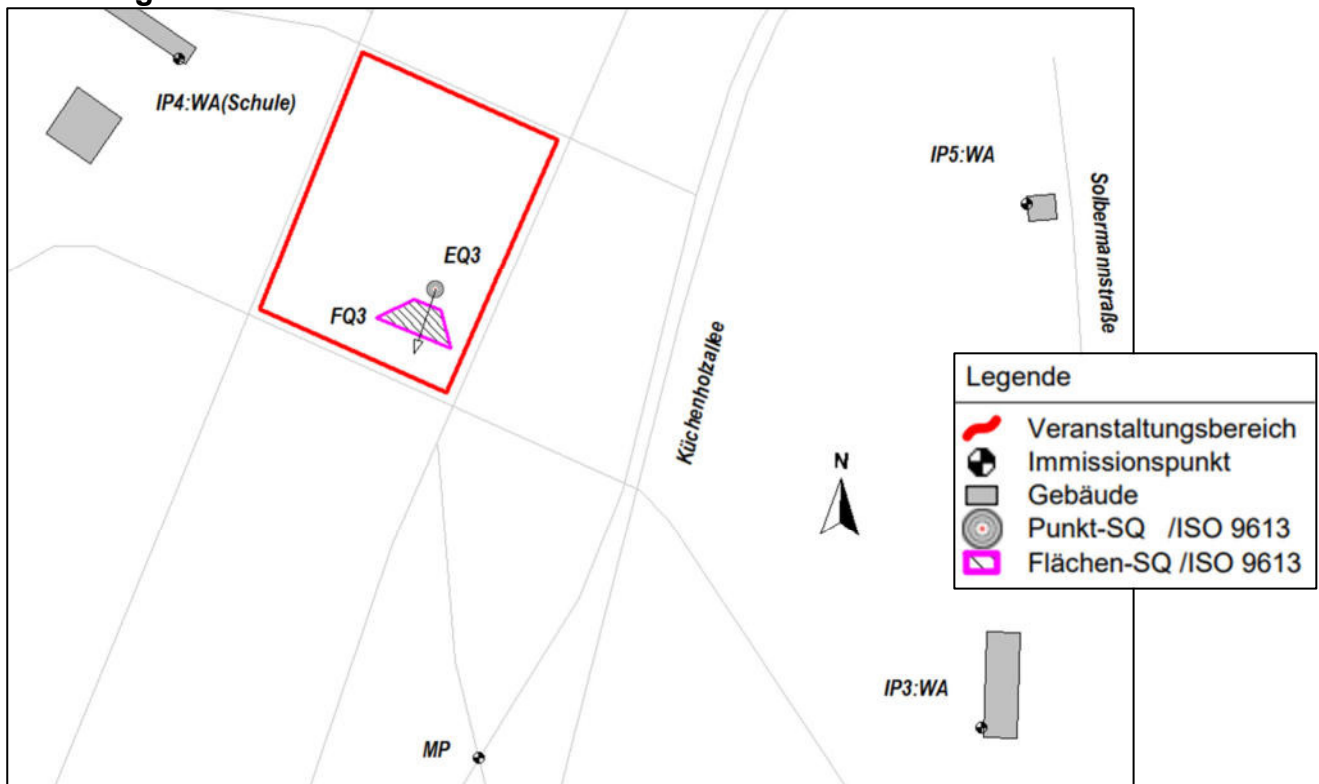 IP4:WA(Schule)
IP5:WA
Solbermannstraße
EQ3
FQ3
Küchenholzallee
N
Legende
Veranstaltungsbereich
Immissionspunkt
Gebäude
Punkt-SQ /ISO 9613
Flächen-SQ /ISO 9613
IP3:WA
MP